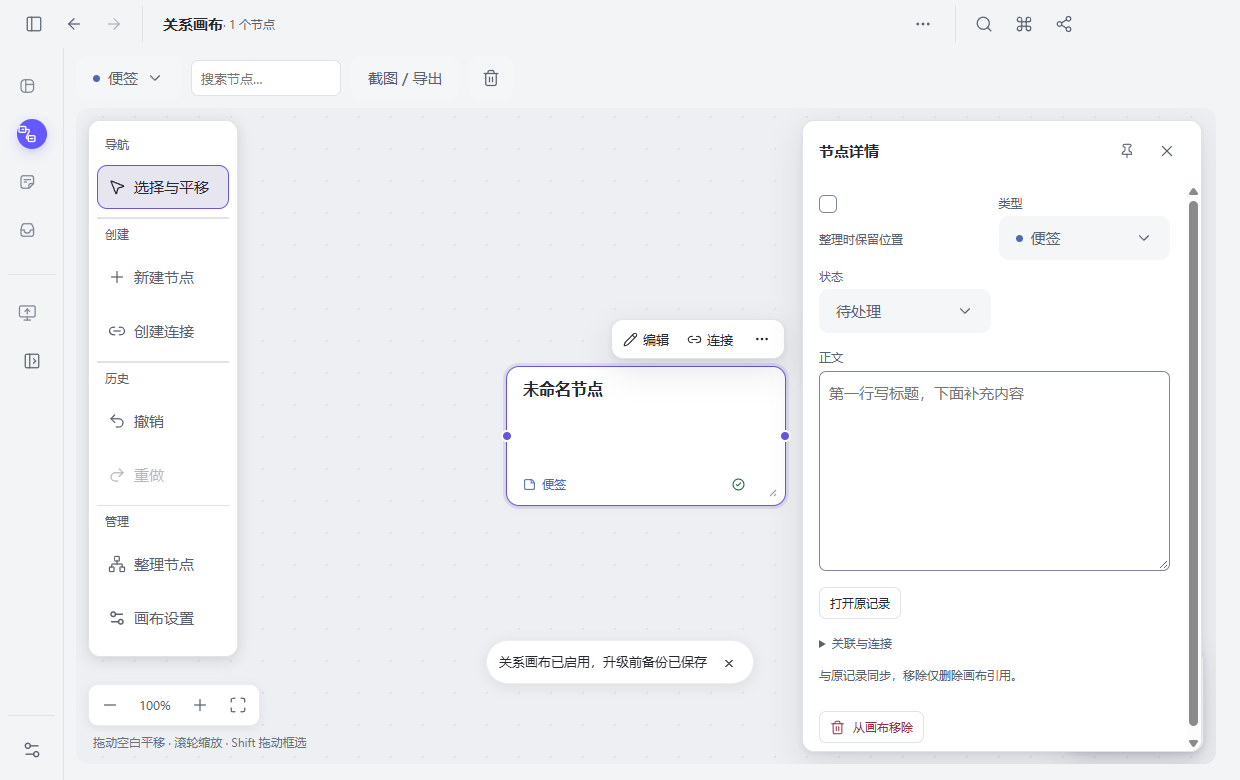 关系画布· 1 个节点
便签
搜索节点...
截图 / 导出
导航
选择与平移
创建
新建节点
创建连接
历史
撤销
重做
管理
整理节点
画布设置
100%
拖动空白平移 · 滚轮缩放 · Shift 拖动框选
编辑
连接
未命名节点
便签
关系画布已启用，升级前备份已保存
节点详情
整理时保留位置
类型
便签
状态
待处理
正文
第一行写标题，下面补充内容
打开原记录
关联与连接
与原记录同步，移除仅删除画布引用。
从画布移除